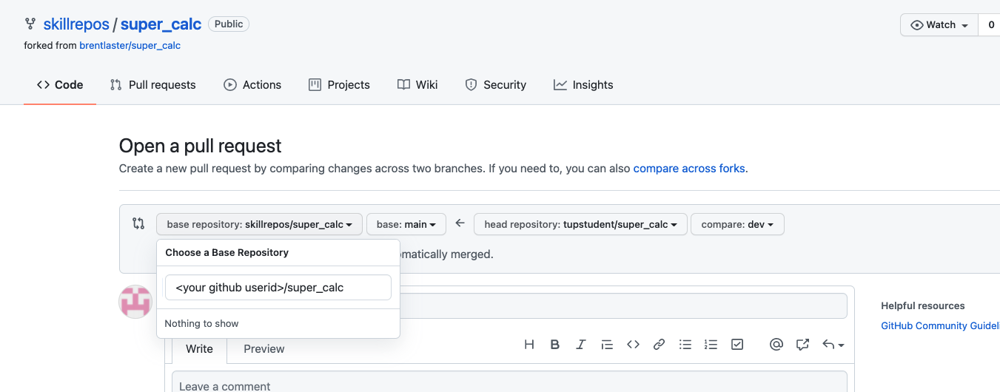 skillrepos / super_calc Public
Watch 0
forked from brentlaster/super_calc
Code Pull requests Actions Projects Wiki Security Insights
Open a pull request
Create a new pull request by comparing changes across two branches. If you need to, you can also compare across forks.
base repository: skillrepos/super_calc base: main ← head repository: tupstudent/super_calc compare: dev
Choose a Base Repository
omatically merged.
<your github userid>/super_calc
Nothing to show
Helpful resources
GitHub Community Guideli
Write Preview
Leave a comment